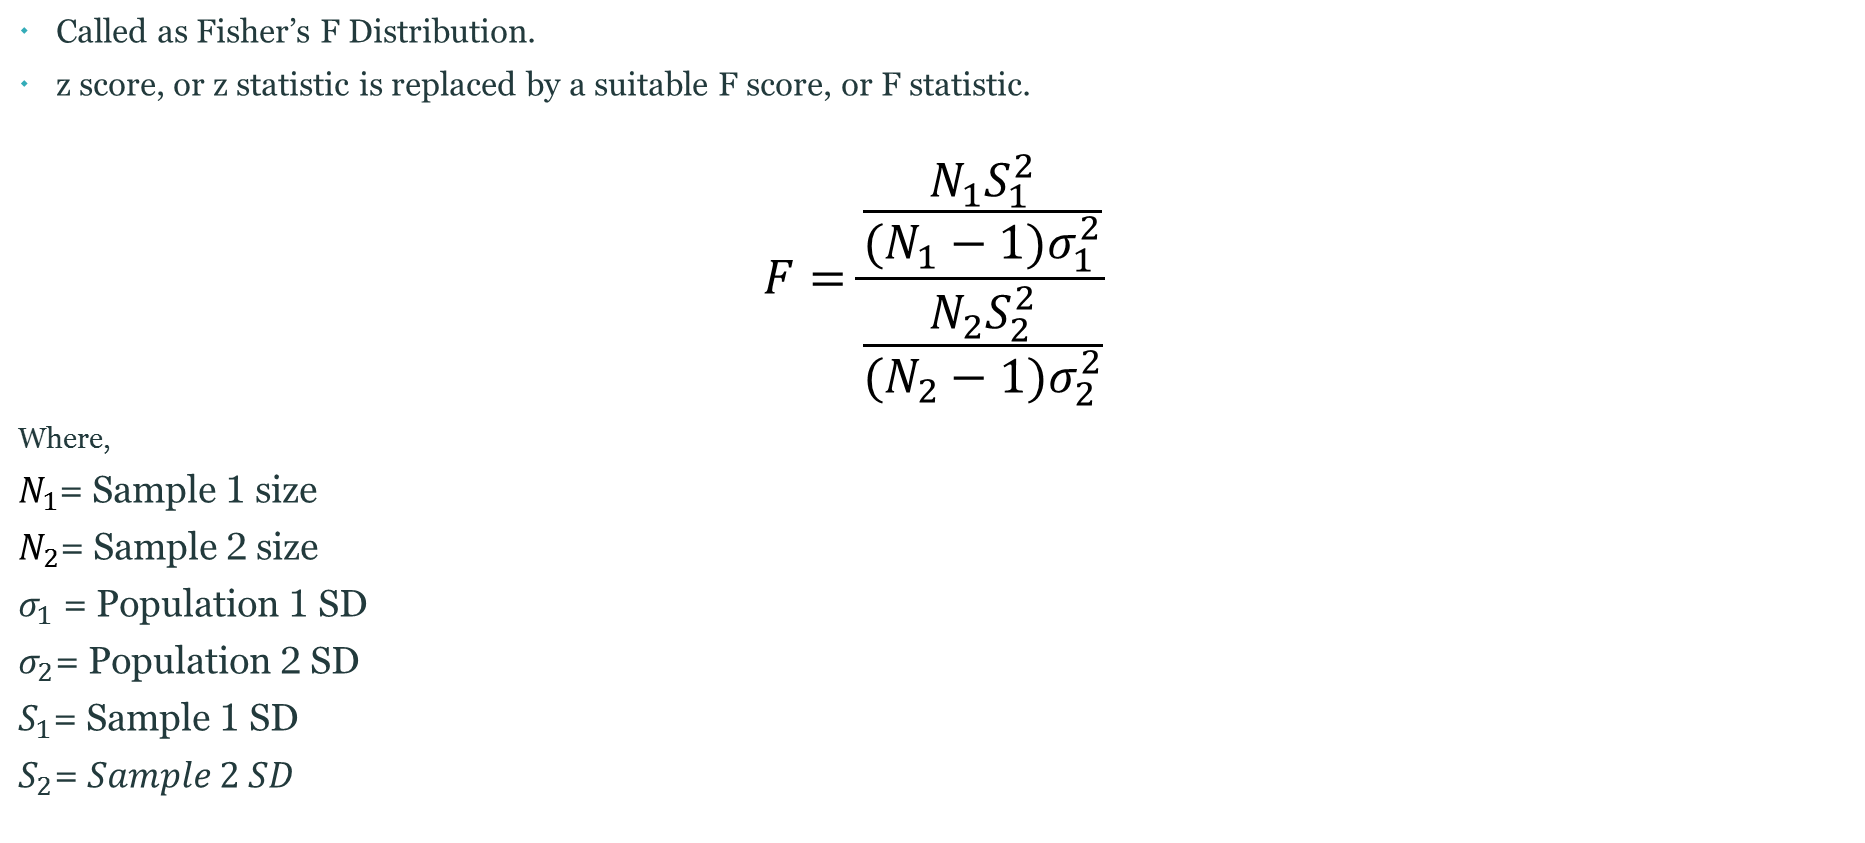 · Called as Fisher’s F Distribution.
· z score, or z statistic is replaced by a suitable F score, or F statistic.
N₁S₁²
(N₁ − 1)σ₁²
F =
N₂S₂²
(N₂ − 1)σ₂²
Where,
N₁= Sample 1 size
N₂= Sample 2 size
σ₁ = Population 1 SD
σ₂= Population 2 SD
S₁= Sample 1 SD
S₂= Sample 2 SD